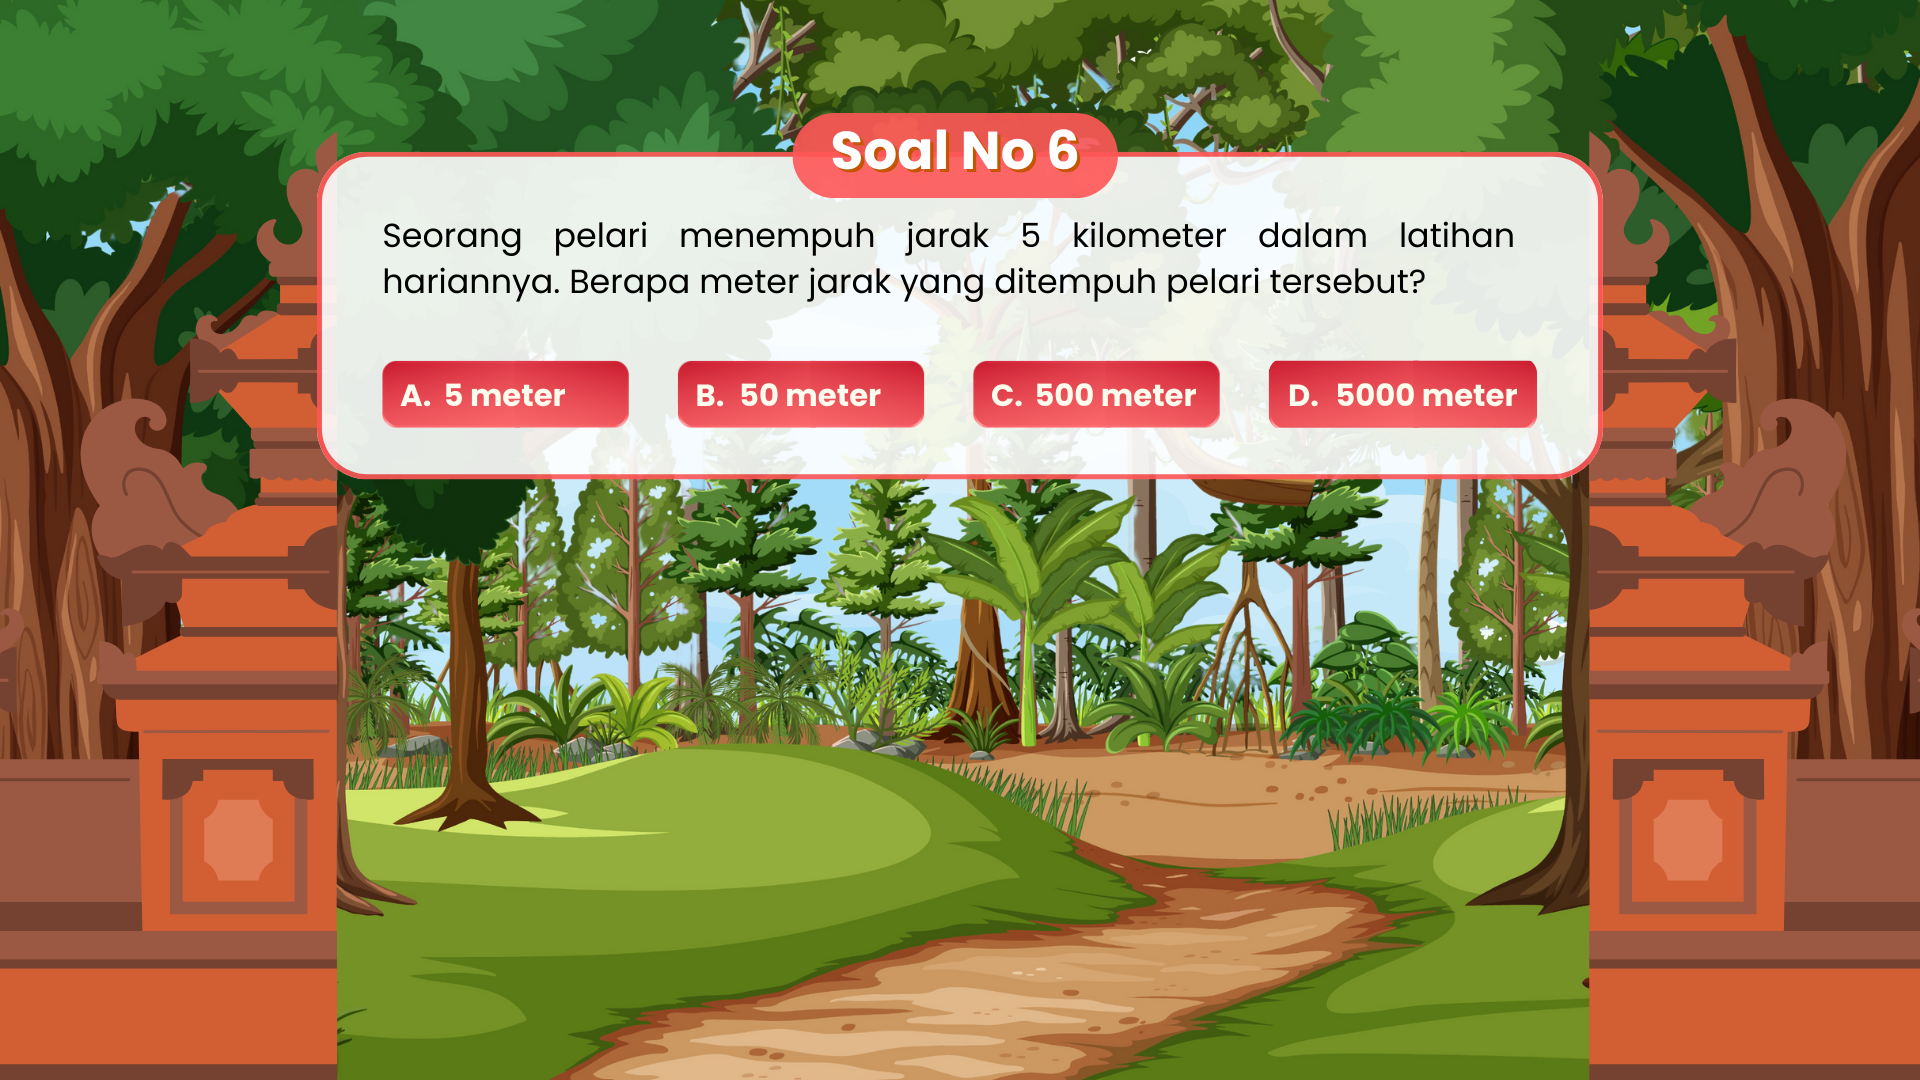 Soal No 6
Seorang pelari menempuh jarak 5 kilometer dalam latihan
hariannya. Berapa meter jarak yang ditempuh pelari tersebut?
A. 5 meter
B. 50 meter
C. 500 meter
D. 5000 meter